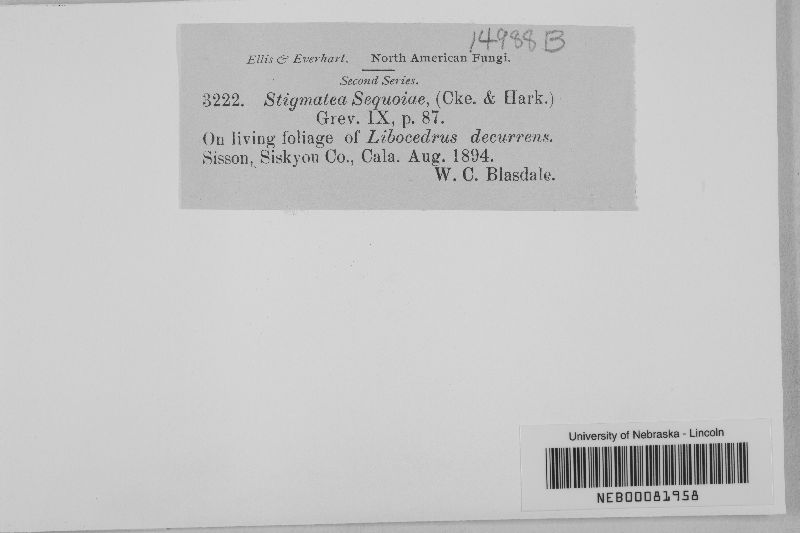 14988 B
Ellis & Everhart. North American Fungi.
Second Series.
3222. Stigmatea Sequoiae, (Cke. & Hark.)
Grev. IX, p. 87.
On living foliage of Libocedrus decurrens.
Sisson, Siskyou Co., Cala. Aug. 1894.
W. C. Blasdale.
University of Nebraska - Lincoln
NEB00081958